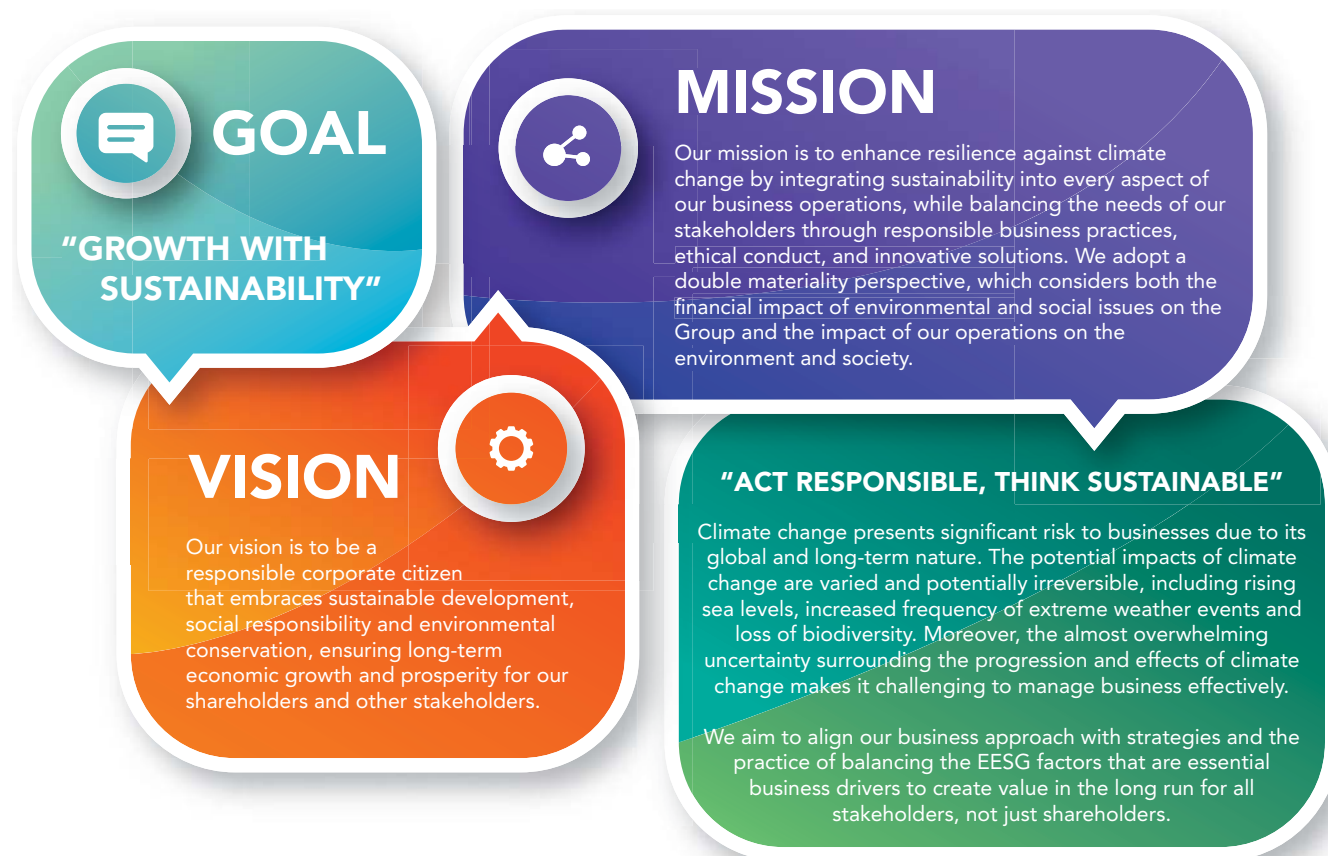 GOAL
“GROWTH WITH
SUSTAINABILITY”
MISSION
Our mission is to enhance resilience against climate
change by integrating sustainability into every aspect of
our business operations, while balancing the needs of our
stakeholders through responsible business practices,
ethical conduct, and innovative solutions. We adopt a
double materiality perspective, which considers both the
financial impact of environmental and social issues on the
Group and the impact of our operations on the
environment and society.
VISION
Our vision is to be a
responsible corporate citizen
that embraces sustainable development,
social responsibility and environmental
conservation, ensuring long-term
economic growth and prosperity for our
shareholders and other stakeholders.
“ACT RESPONSIBLE, THINK SUSTAINABLE”
Climate change presents significant risk to businesses due to its
global and long-term nature. The potential impacts of climate
change are varied and potentially irreversible, including rising
sea levels, increased frequency of extreme weather events and
loss of biodiversity. Moreover, the almost overwhelming
uncertainty surrounding the progression and effects of climate
change makes it challenging to manage business effectively.
We aim to align our business approach with strategies and the
practice of balancing the EESG factors that are essential
business drivers to create value in the long run for all
stakeholders, not just shareholders.